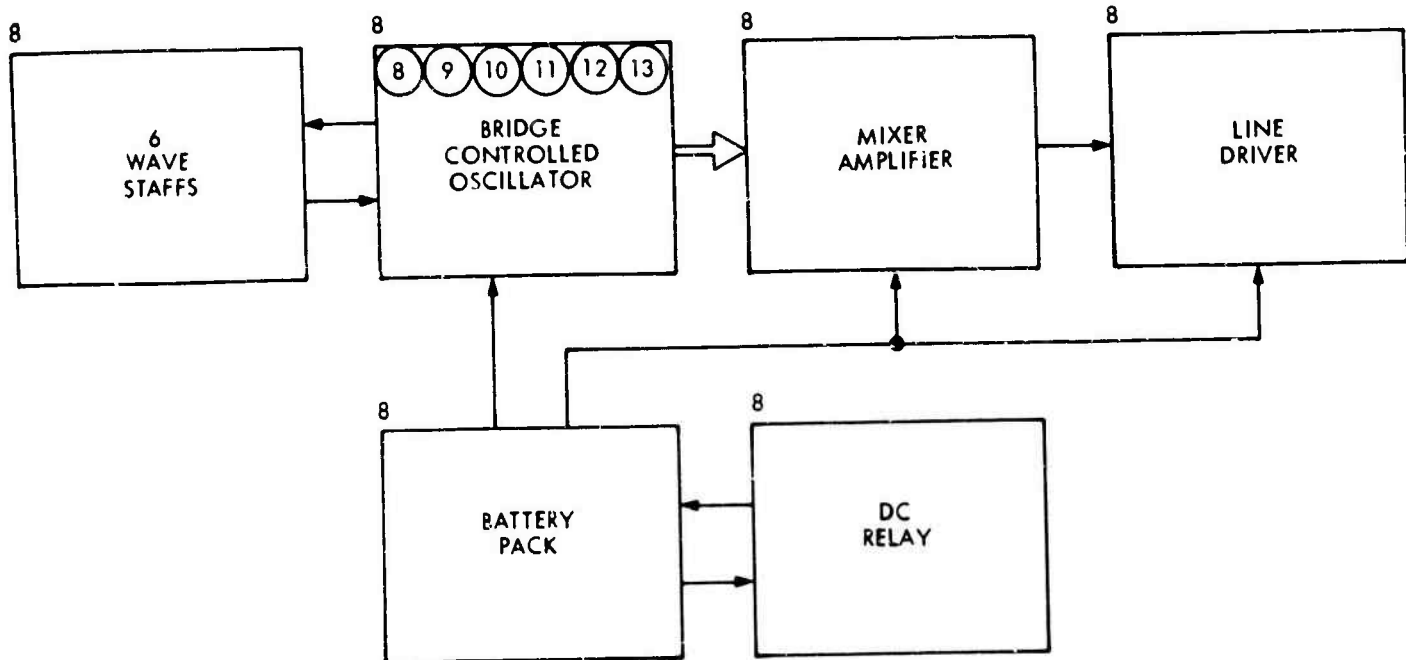 8
6
WAVE
STAFFS
8
8 9 10 11 12 13
BRIDGE
CONTROLLED
OSCILLATOR
8
MIXER
AMPLIFIER
8
LINE
DRIVER
8
BATTERY
PACK
8
DC
RELAY